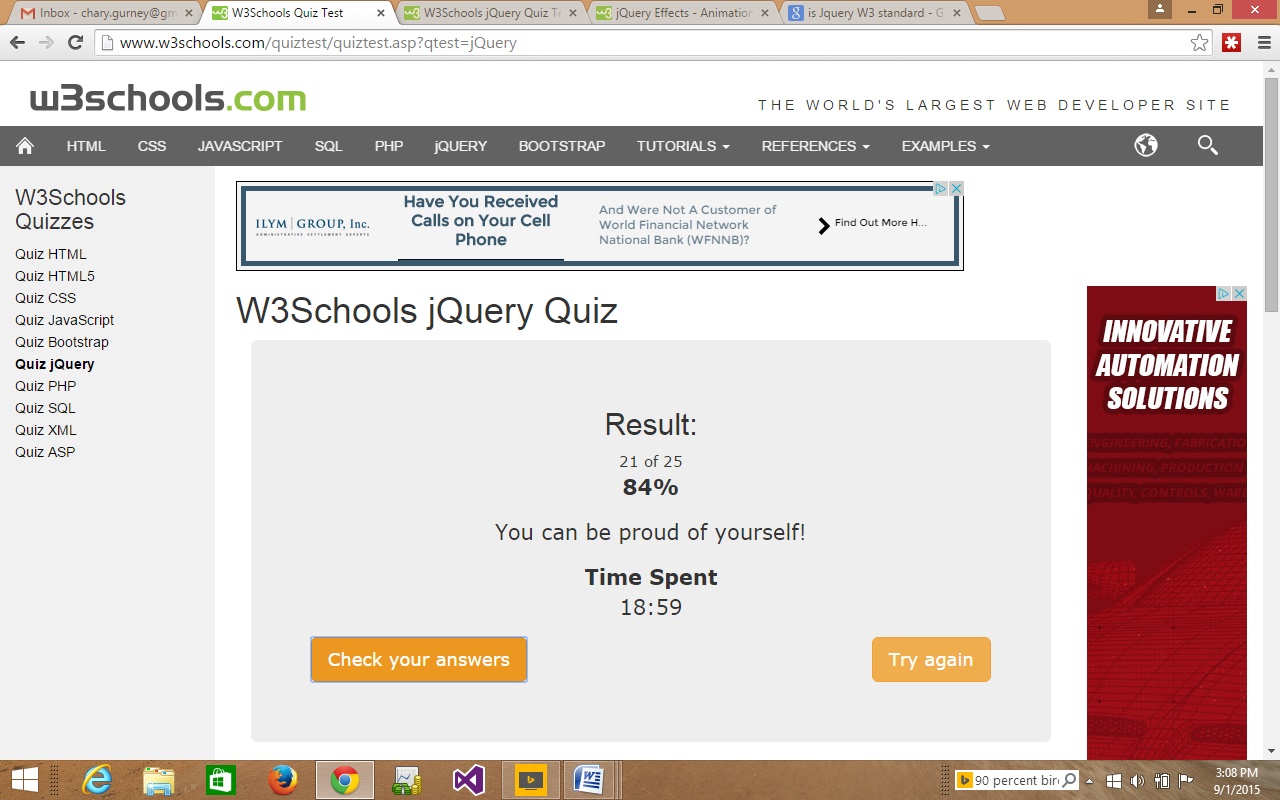 Inbox - chary.gurney@gm
W3Schools Quiz Test
W3Schools jQuery Quiz Te
jQuery Effects - Animation
is Jquery W3 standard - G
www.w3schools.com/quiztest/quiztest.asp?qtest=jQuery
w3schools.com
THE WORLD'S LARGEST WEB DEVELOPER SITE
HTML CSS JAVASCRIPT SQL PHP jQUERY BOOTSTRAP TUTORIALS REFERENCES EXAMPLES
W3Schools
Quizzes
Quiz HTML
Quiz HTML5
Quiz CSS
Quiz JavaScript
Quiz Bootstrap
Quiz jQuery
Quiz PHP
Quiz SQL
Quiz XML
Quiz ASP
ILYM | GROUP, Inc.
ADMINISTRATIVE SETTLEMENT EXPERTS
Have You Received
Calls on Your Cell
Phone
And Were Not A Customer of
World Financial Network
National Bank (WFNNB)?
Find Out More H...
W3Schools jQuery Quiz
Result:
21 of 25
84%
You can be proud of yourself!
Time Spent
18:59
Check your answers
Try again
INNOVATIVE
AUTOMATION
SOLUTIONS
NGINEERING, FABRICATIO
MACHINING, PRODUCTION
UALITY, CONTROLS, WARE
90 percent bir
3:08 PM
9/1/2015